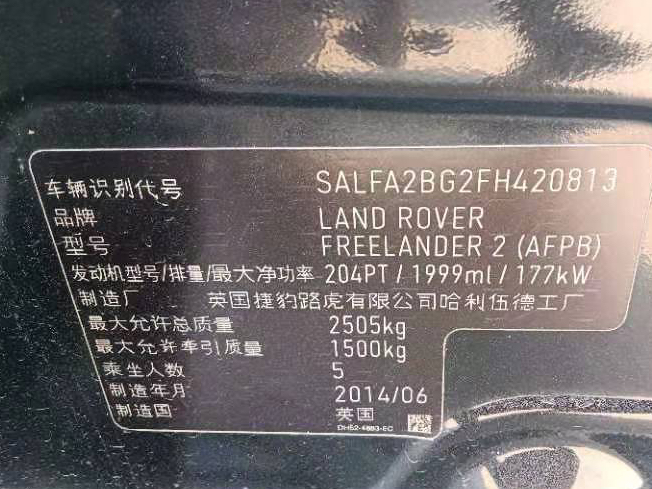 车辆识别代号 SALFA2BG2FH420813
品牌 LAND ROVER
型号 FREELANDER 2 (AFPB)
发动机型号/排量/最大净功率 204PT / 1999ml / 177kW
制造厂 英国捷豹路虎有限公司哈利伍德工厂
最大允许总质量 2505kg
最大允许牵引质量 1500kg
乘坐人数 5
制造年月 2014/06
制造国 英国